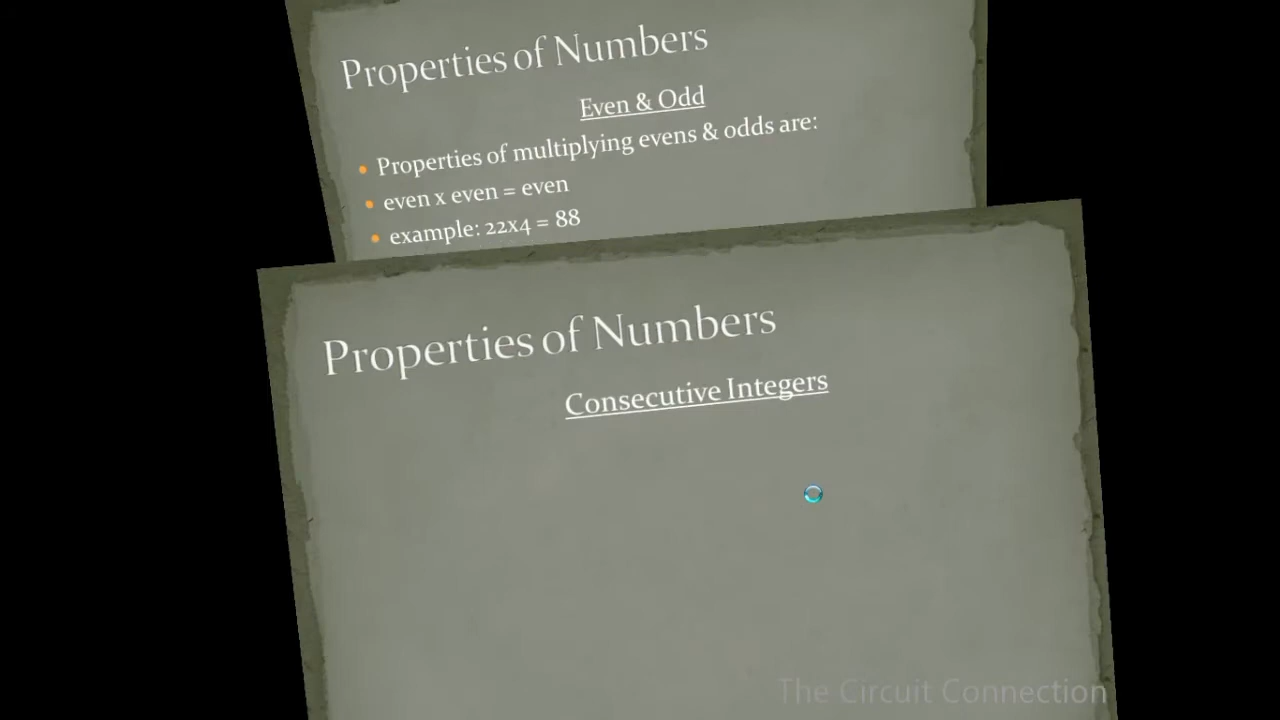 Properties of Numbers
Even & Odd
Properties of multiplying evens & odds are:
even x even = even
example: 22x4 = 88
Properties of Numbers
Consecutive Integers
The Circuit Connection